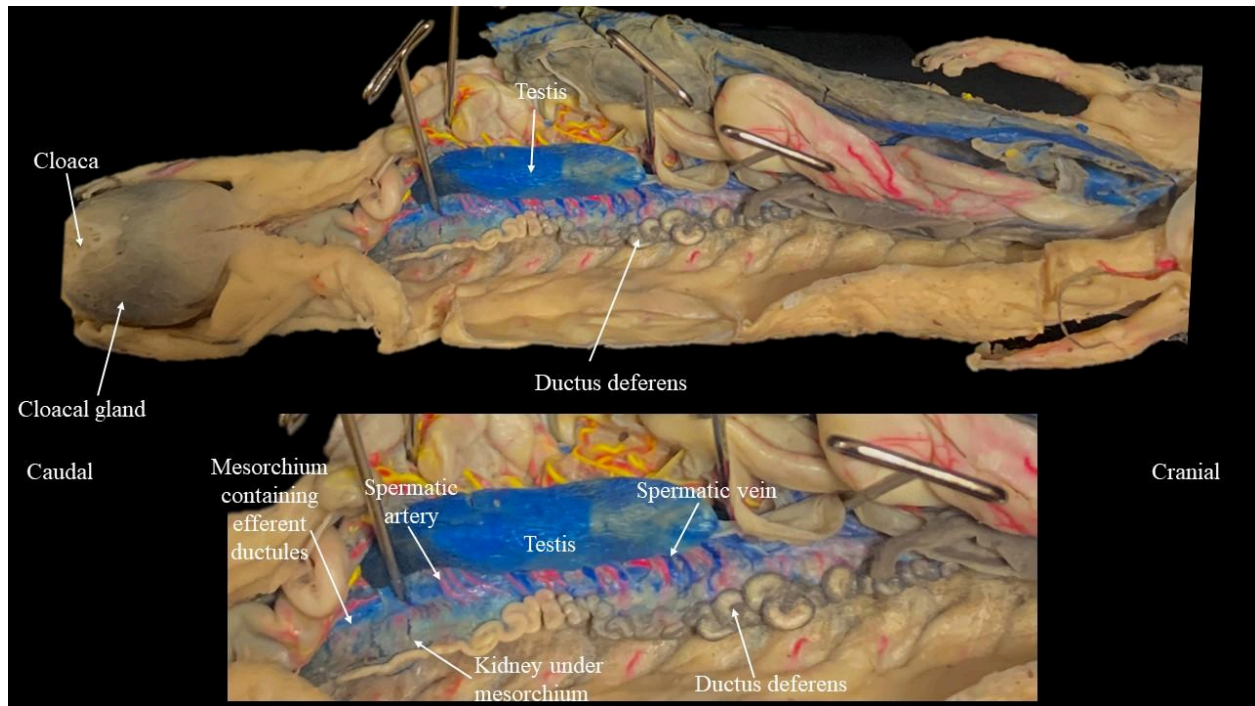 Testis
Cloaca
Ductus deferens
Cloacal gland
Caudal
Cranial
Mesorchium
containing
efferent
ductules
Spermatic
artery
Spermatic vein
Testis
Kidney under
mesorchium
Ductus deferens